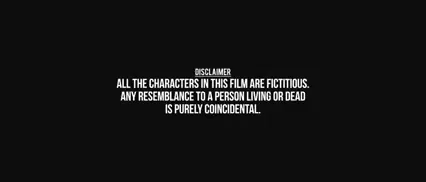 DISCLAIMER
ALL THE CHARACTERS IN THIS FILM ARE FICTITIOUS.
ANY RESEMBLANCE TO A PERSON LIVING OR DEAD
IS PURELY COINCIDENTAL.